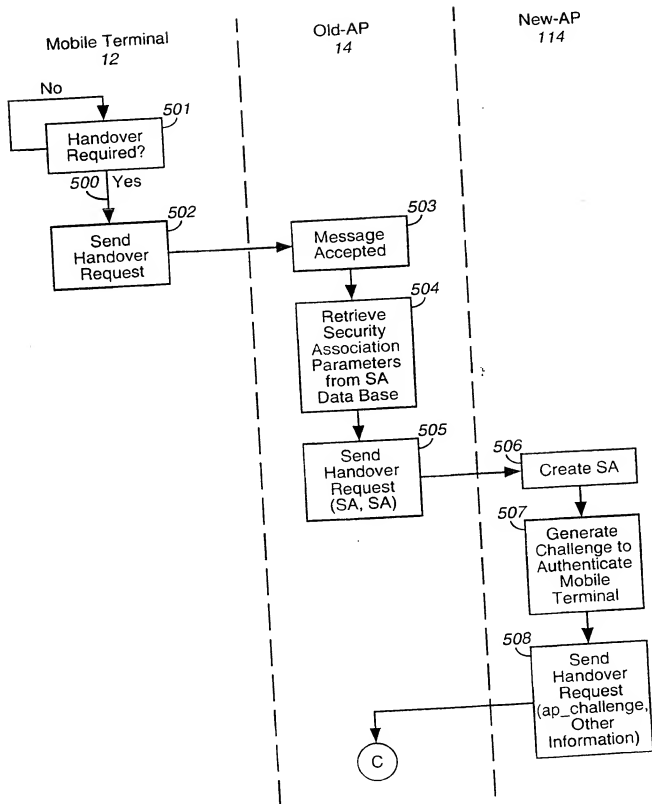 Mobile Terminal
12
Old-AP
14
New-AP
114
No
501
Handover
Required?
500
Yes
502
Send
Handover
Request
503
Message
Accepted
504
Retrieve
Security
Association
Parameters
from SA
Data Base
505
Send
Handover
Request
(SA, SA)
506
Create SA
507
Generate
Challenge to
Authenticate
Mobile
Terminal
508
Send
Handover
Request
(ap_challenge,
Other
Information)
C